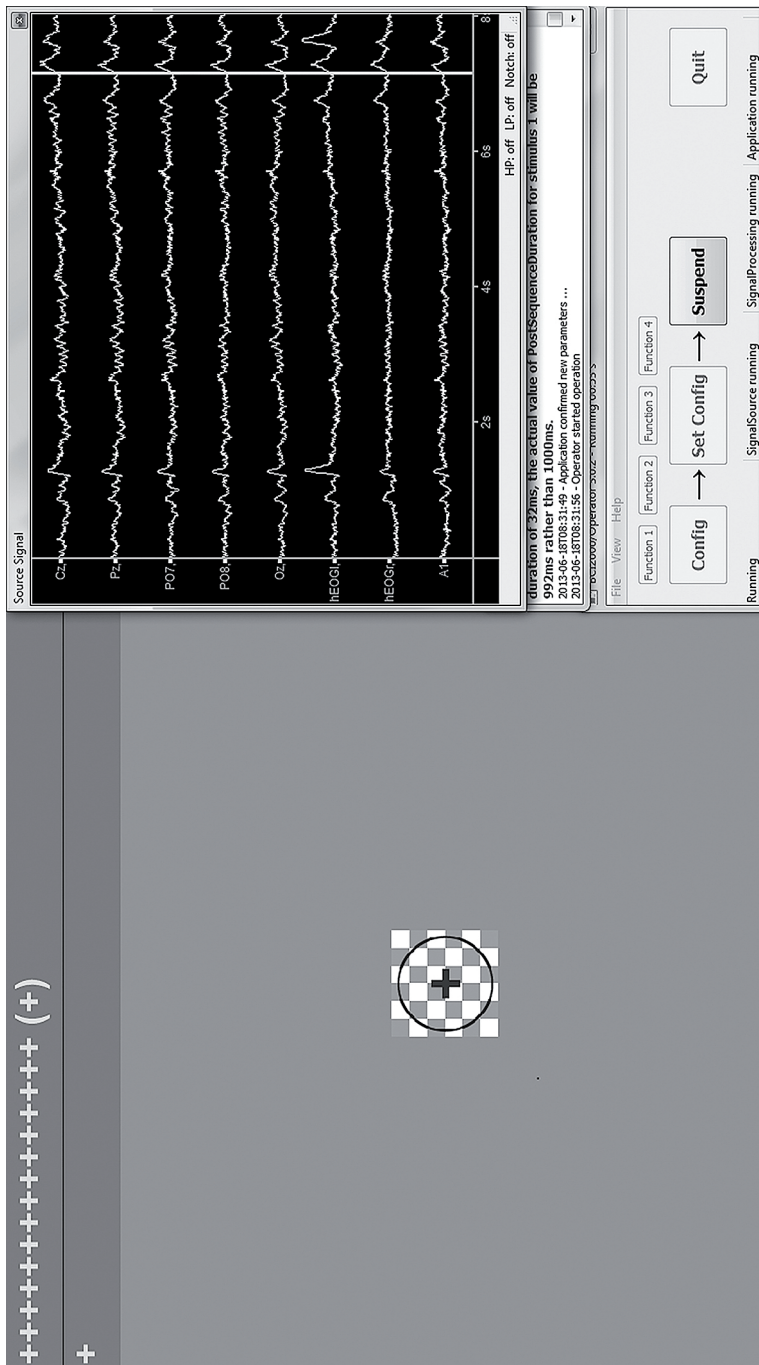 +++++++++++++++ (+)
+
Source Signal
Cz
Pz
PO7
PO8
Oz
hEOGl
hEOGr
A1
2s 4s 6s 8
HP: off LP: off Notch: off
duration of 32ms, the actual value of PostSequenceDuration for stimulus 1 will be
992ms rather than 1000ms.
2013-06-18T08:31:49 - Application confirmed new parameters ...
2013-06-18T08:31:56 - Operator started operation
File View Help
Function 1 Function 2 Function 3 Function 4
Config → Set Config → Suspend Quit
Running SignalSource running SignalProcessing running Application running